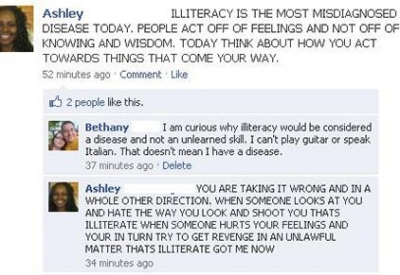 Ashley ILLITERACY IS THE MOST MISDIAGNOSED
DISEASE TODAY. PEOPLE ACT OFF OF FEELINGS AND NOT OFF OF
KNOWING AND WISDOM. TODAY THINK ABOUT HOW YOU ACT
TOWARDS THINGS THAT COME YOUR WAY.
52 minutes ago · Comment · Like
2 people like this.
Bethany I am curious why illiteracy would be considered
a disease and not an unlearned skill. I can't play guitar or speak
Italian. That doesn't mean I have a disease.
37 minutes ago · Delete
Ashley YOU ARE TAKING IT WRONG AND IN A
WHOLE OTHER DIRECTION. WHEN SOMEONE LOOKS AT YOU
AND HATE THE WAY YOU LOOK AND SHOOT YOU THATS
ILLITERATE WHEN SOMEONE HURTS YOUR FEELINGS AND
YOUR IN TURN TRY TO GET REVENGE IN AN UNLAWFUL
MATTER THATS ILLITERATE GOT ME NOW
34 minutes ago